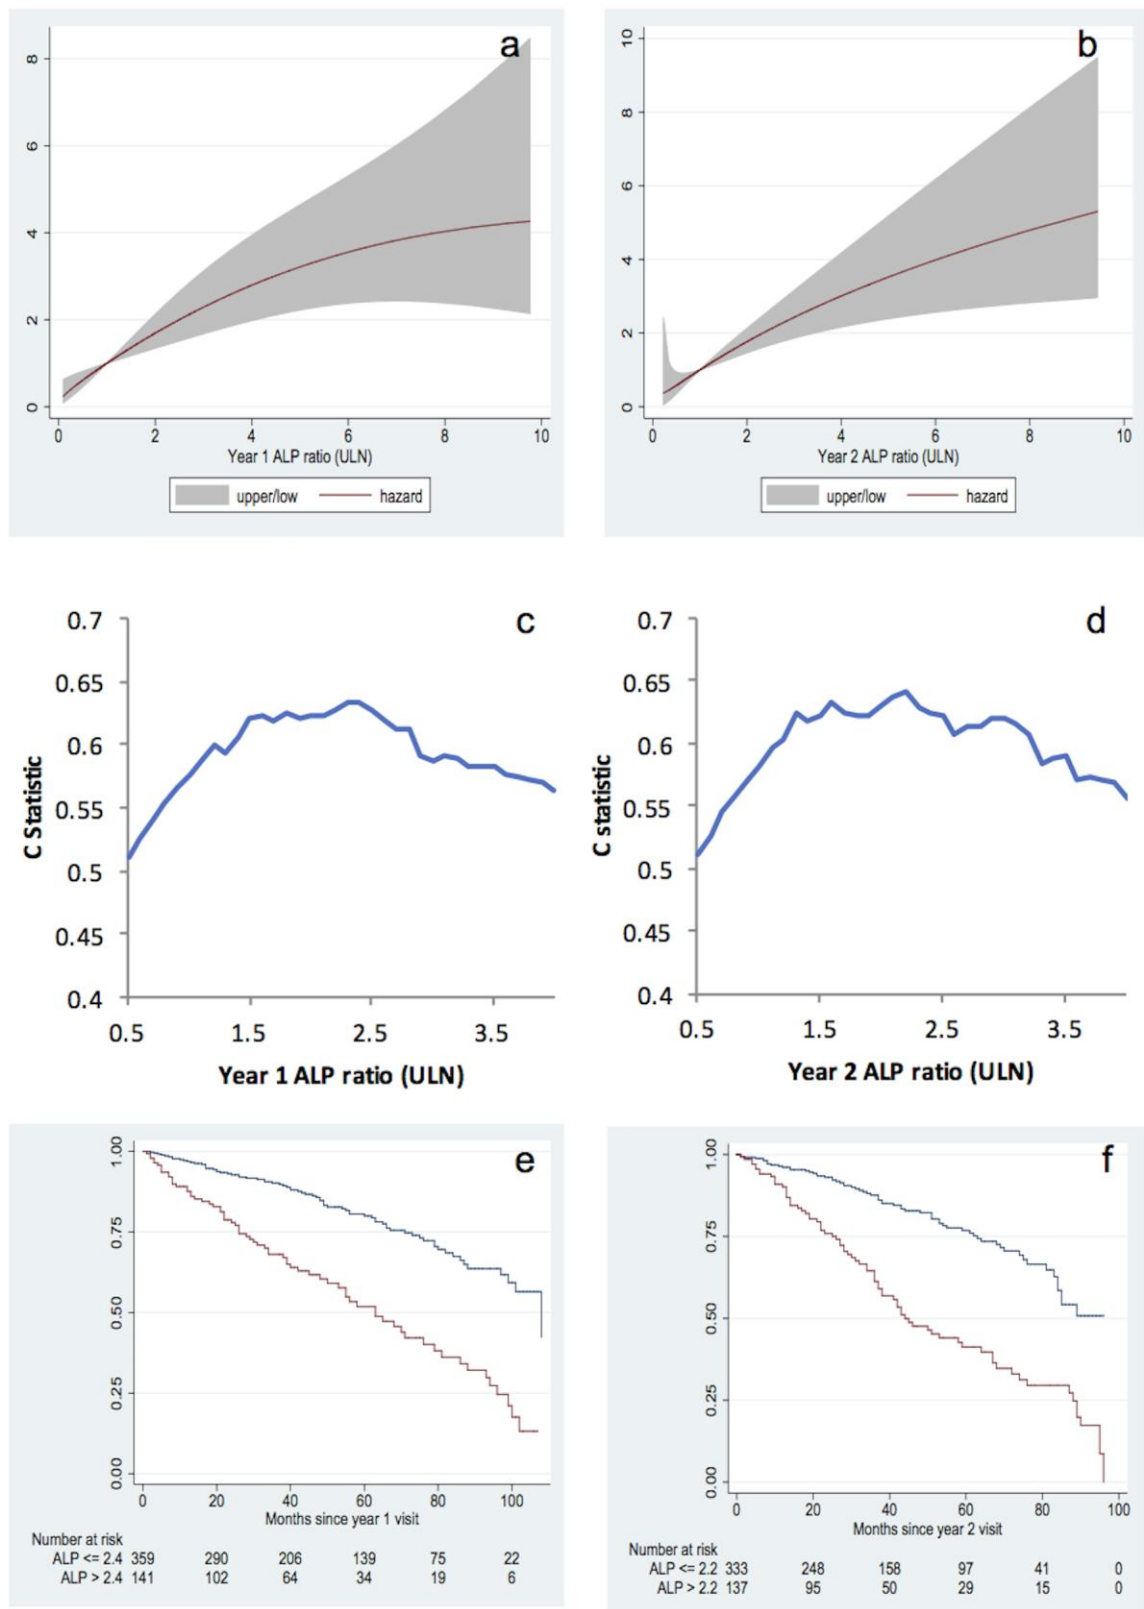 a
8
6
4
2
0
0 2 4 6 8 10
Year 1 ALP ratio (ULN)
upper/low hazard
b
10
8
6
4
2
0
0 2 4 6 8 10
Year 2 ALP ratio (ULN)
upper/low hazard
c
C Statistic
0.7
0.65
0.6
0.55
0.5
0.45
0.4
0.5 1.5 2.5 3.5
Year 1 ALP ratio (ULN)
d
C statistic
0.7
0.65
0.6
0.55
0.5
0.45
0.4
0.5 1.5 2.5 3.5
Year 2 ALP ratio (ULN)
e
1.00
0.75
0.50
0.25
0.00
0 20 40 60 80 100
Months since year 1 visit
Number at risk
ALP <= 2.4 359 290 206 139 75 22
ALP > 2.4 141 102 64 34 19 6
f
1.00
0.75
0.50
0.25
0.00
0 20 40 60 80 100
Months since year 2 visit
Number at risk
ALP <= 2.2 333 248 158 97 41 0
ALP > 2.2 137 95 50 29 15 0